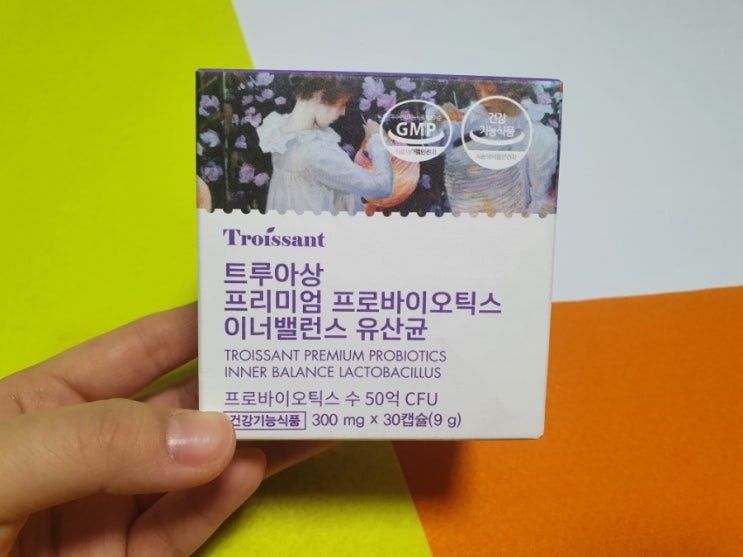 GMP
건강
기능식품
Troissant
트루아상
프리미엄 프로바이오틱스
이너밸런스 유산균
TROISSANT PREMIUM PROBIOTICS
INNER BALANCE LACTOBACILLUS
프로바이오틱스 수 50억 CFU
건강기능식품 300 mg x 30캡슐(9 g)